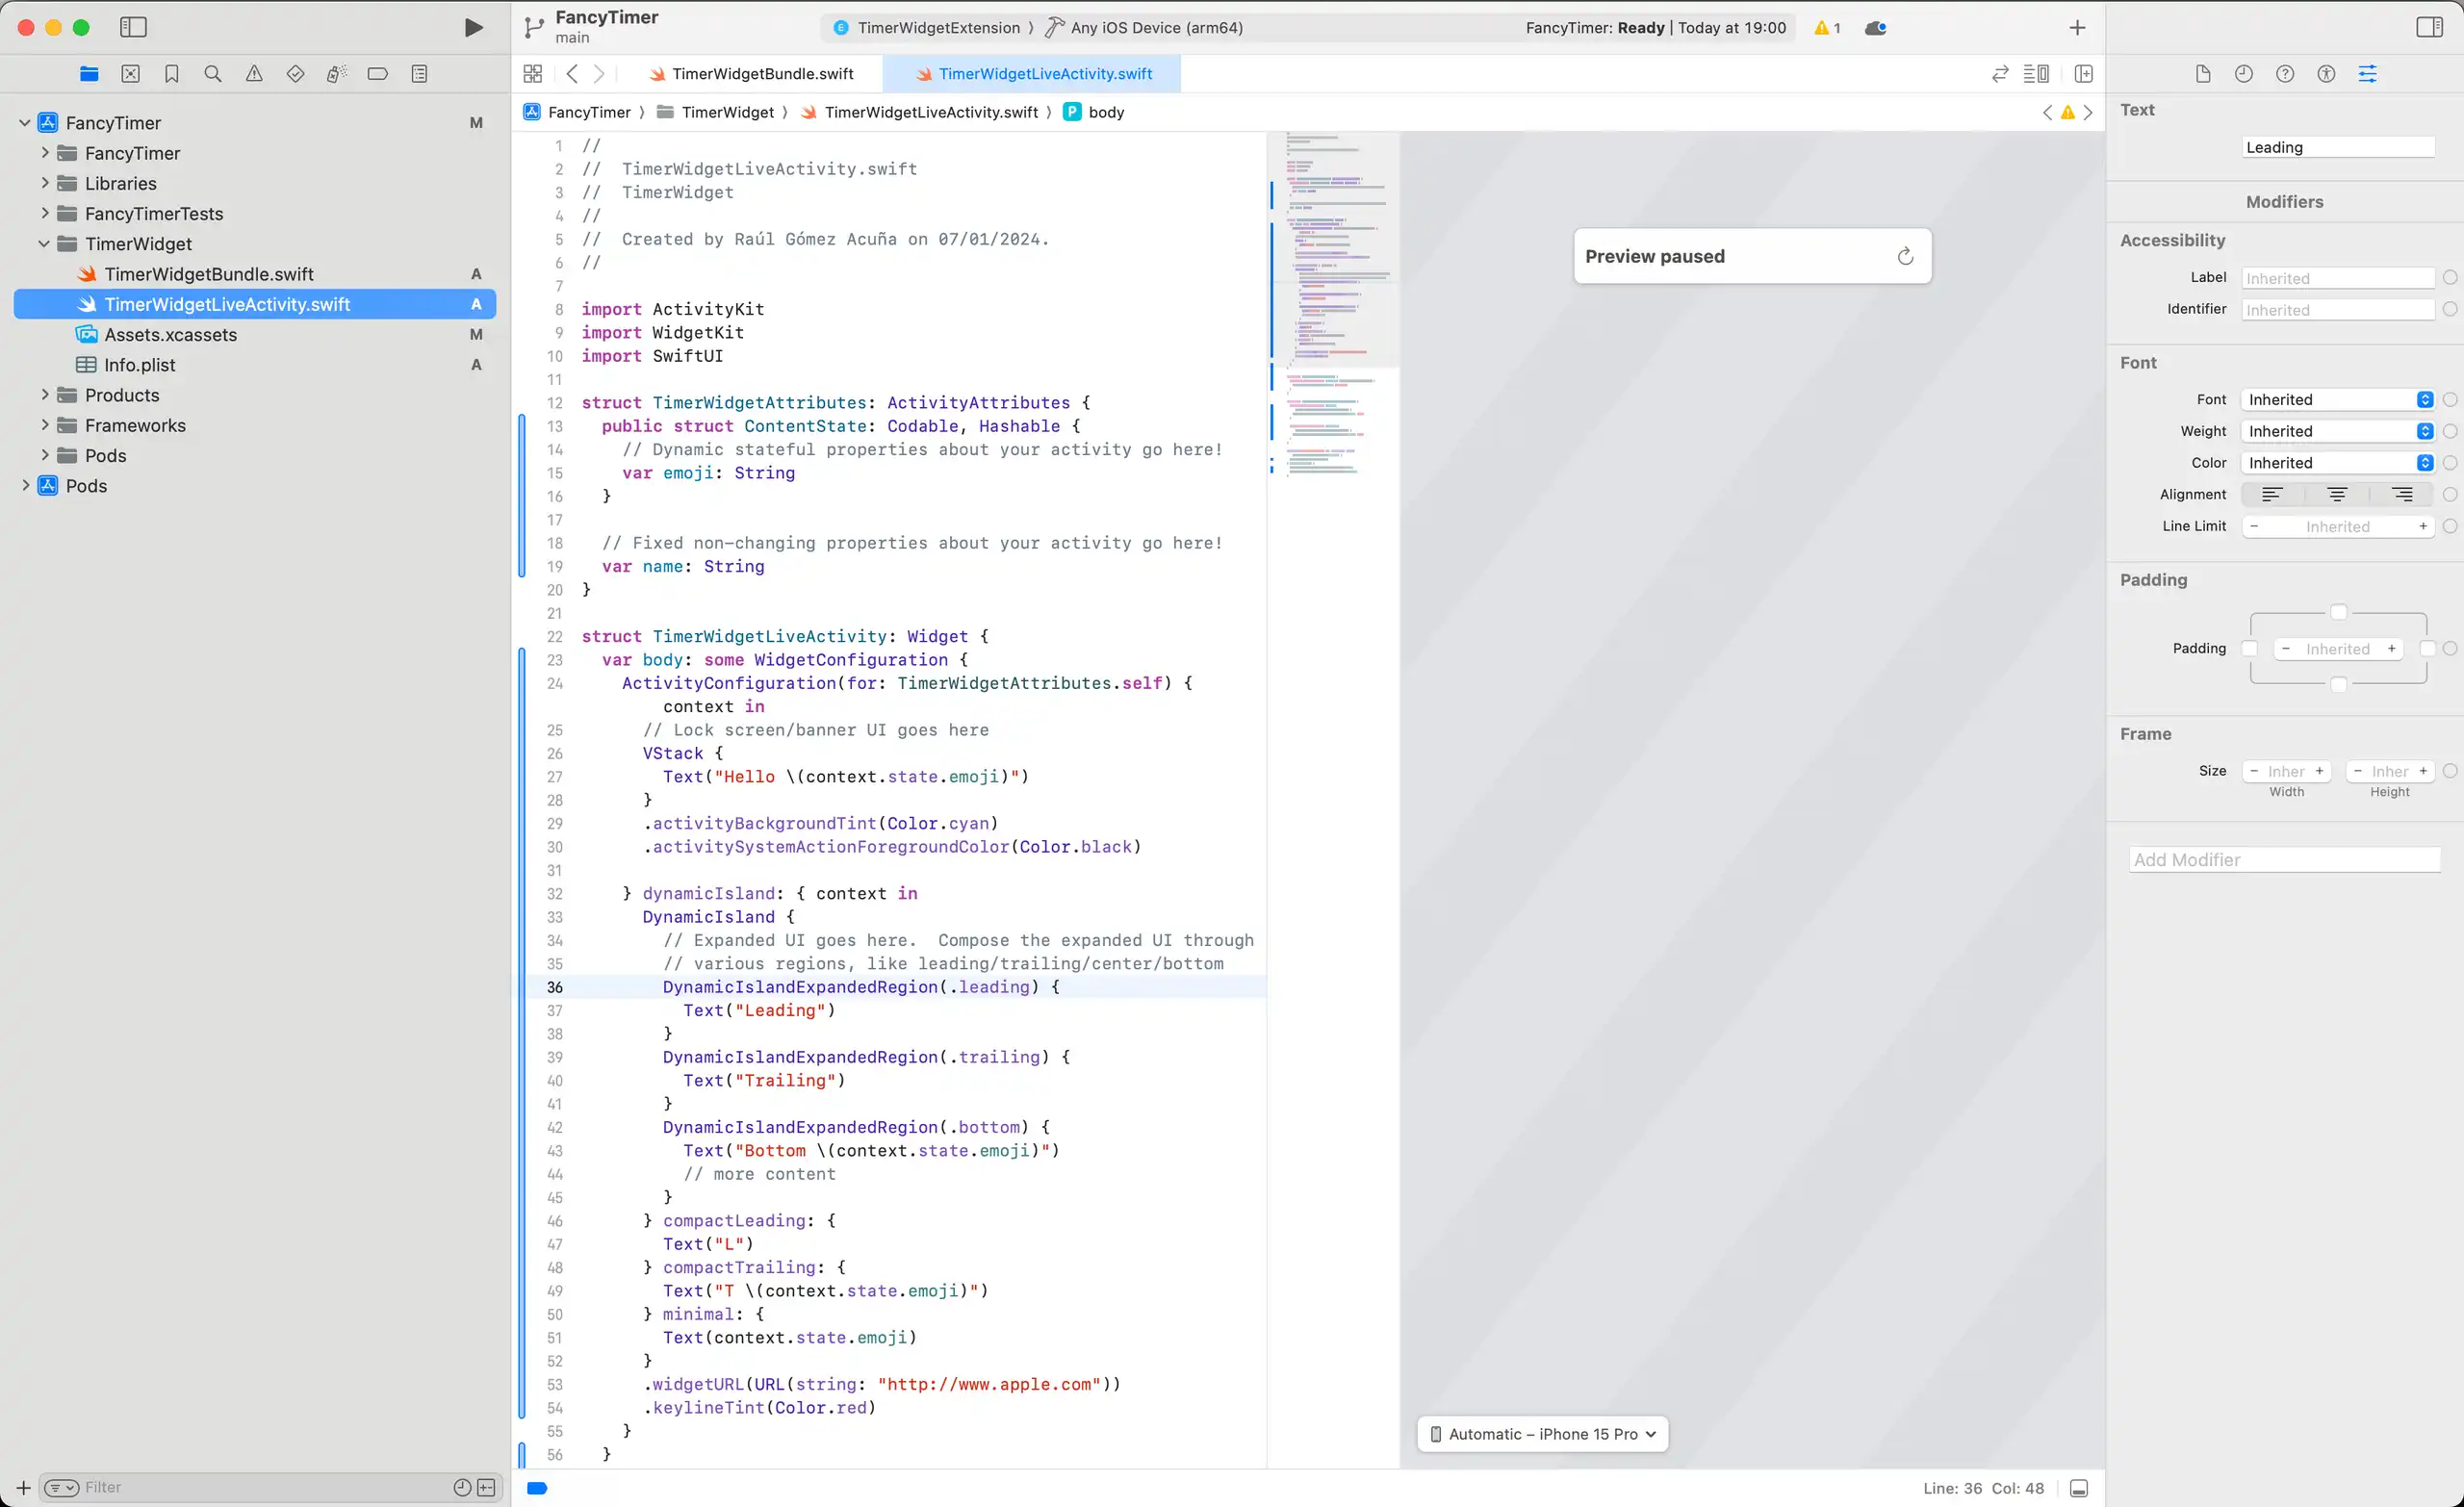 FancyTimer
main
TimerWidgetExtension 〉 Any iOS Device (arm64)
FancyTimer: Ready | Today at 19:00
1
TimerWidgetBundle.swift
TimerWidgetLiveActivity.swift
FancyTimer 〉 TimerWidget 〉 TimerWidgetLiveActivity.swift 〉 P body
FancyTimer M
FancyTimer
Libraries
FancyTimerTests
TimerWidget
TimerWidgetBundle.swift A
TimerWidgetLiveActivity.swift A
Assets.xcassets M
Info.plist A
Products
Frameworks
Pods
Pods
Filter
1 //
2 //  TimerWidgetLiveActivity.swift
3 //  TimerWidget
4 //
5 //  Created by Raúl Gómez Acuña on 07/01/2024.
6 //
7
8 import ActivityKit
9 import WidgetKit
10 import SwiftUI
11
12 struct TimerWidgetAttributes: ActivityAttributes {
13   public struct ContentState: Codable, Hashable {
14     // Dynamic stateful properties about your activity go here!
15     var emoji: String
16   }
17
18   // Fixed non-changing properties about your activity go here!
19   var name: String
20 }
21
22 struct TimerWidgetLiveActivity: Widget {
23   var body: some WidgetConfiguration {
24     ActivityConfiguration(for: TimerWidgetAttributes.self) {
context in
25       // Lock screen/banner UI goes here
26       VStack {
27         Text("Hello \(context.state.emoji)")
28       }
29       .activityBackgroundTint(Color.cyan)
30       .activitySystemActionForegroundColor(Color.black)
31
32     } dynamicIsland: { context in
33       DynamicIsland {
34         // Expanded UI goes here.  Compose the expanded UI through
35         // various regions, like leading/trailing/center/bottom
36         DynamicIslandExpandedRegion(.leading) {
37           Text("Leading")
38         }
39         DynamicIslandExpandedRegion(.trailing) {
40           Text("Trailing")
41         }
42         DynamicIslandExpandedRegion(.bottom) {
43           Text("Bottom \(context.state.emoji)")
44           // more content
45         }
46       } compactLeading: {
47         Text("L")
48       } compactTrailing: {
49         Text("T \(context.state.emoji)")
50       } minimal: {
51         Text(context.state.emoji)
52       }
53       .widgetURL(URL(string: "http://www.apple.com"))
54       .keylineTint(Color.red)
55     }
56   }
Preview paused
Automatic – iPhone 15 Pro
Line: 36 Col: 48
Text
Leading
Modifiers
Accessibility
Label Inherited
Identifier Inherited
Font
Font Inherited
Weight Inherited
Color Inherited
Alignment
Line Limit − Inherited +
Padding
Padding − Inherited +
Frame
Size − Inher + − Inher +
Width Height
Add Modifier